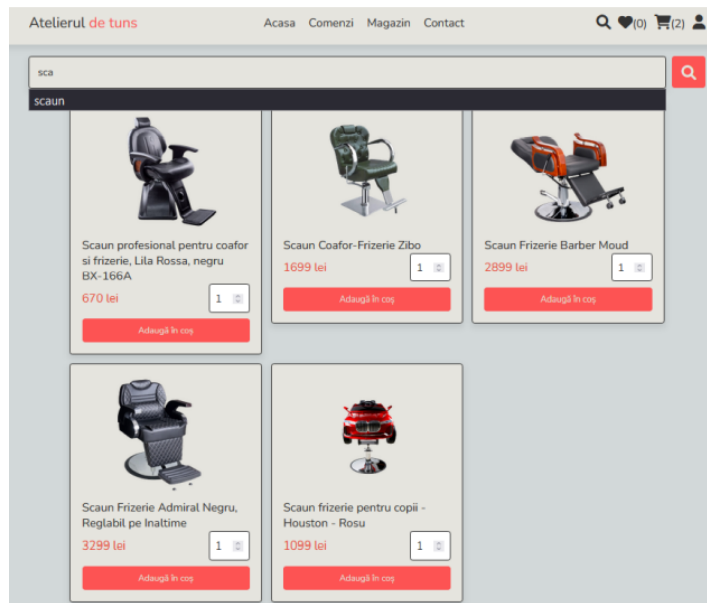 Atelierul de tuns
Acasa Comenzi Magazin Contact
(0) (2)
sca
scaun
Scaun profesional pentru coafor
si frizerie, Lila Rossa, negru
BX-166A
670 lei 1
Adaugă în coș
Scaun Coafor-Frizerie Zibo
1699 lei 1
Adaugă în coș
Scaun Frizerie Barber Moud
2899 lei 1
Adaugă în coș
Scaun Frizerie Admiral Negru,
Reglabil pe Inaltime
3299 lei 1
Adaugă în coș
Scaun frizerie pentru copii -
Houston - Rosu
1099 lei 1
Adaugă în coș